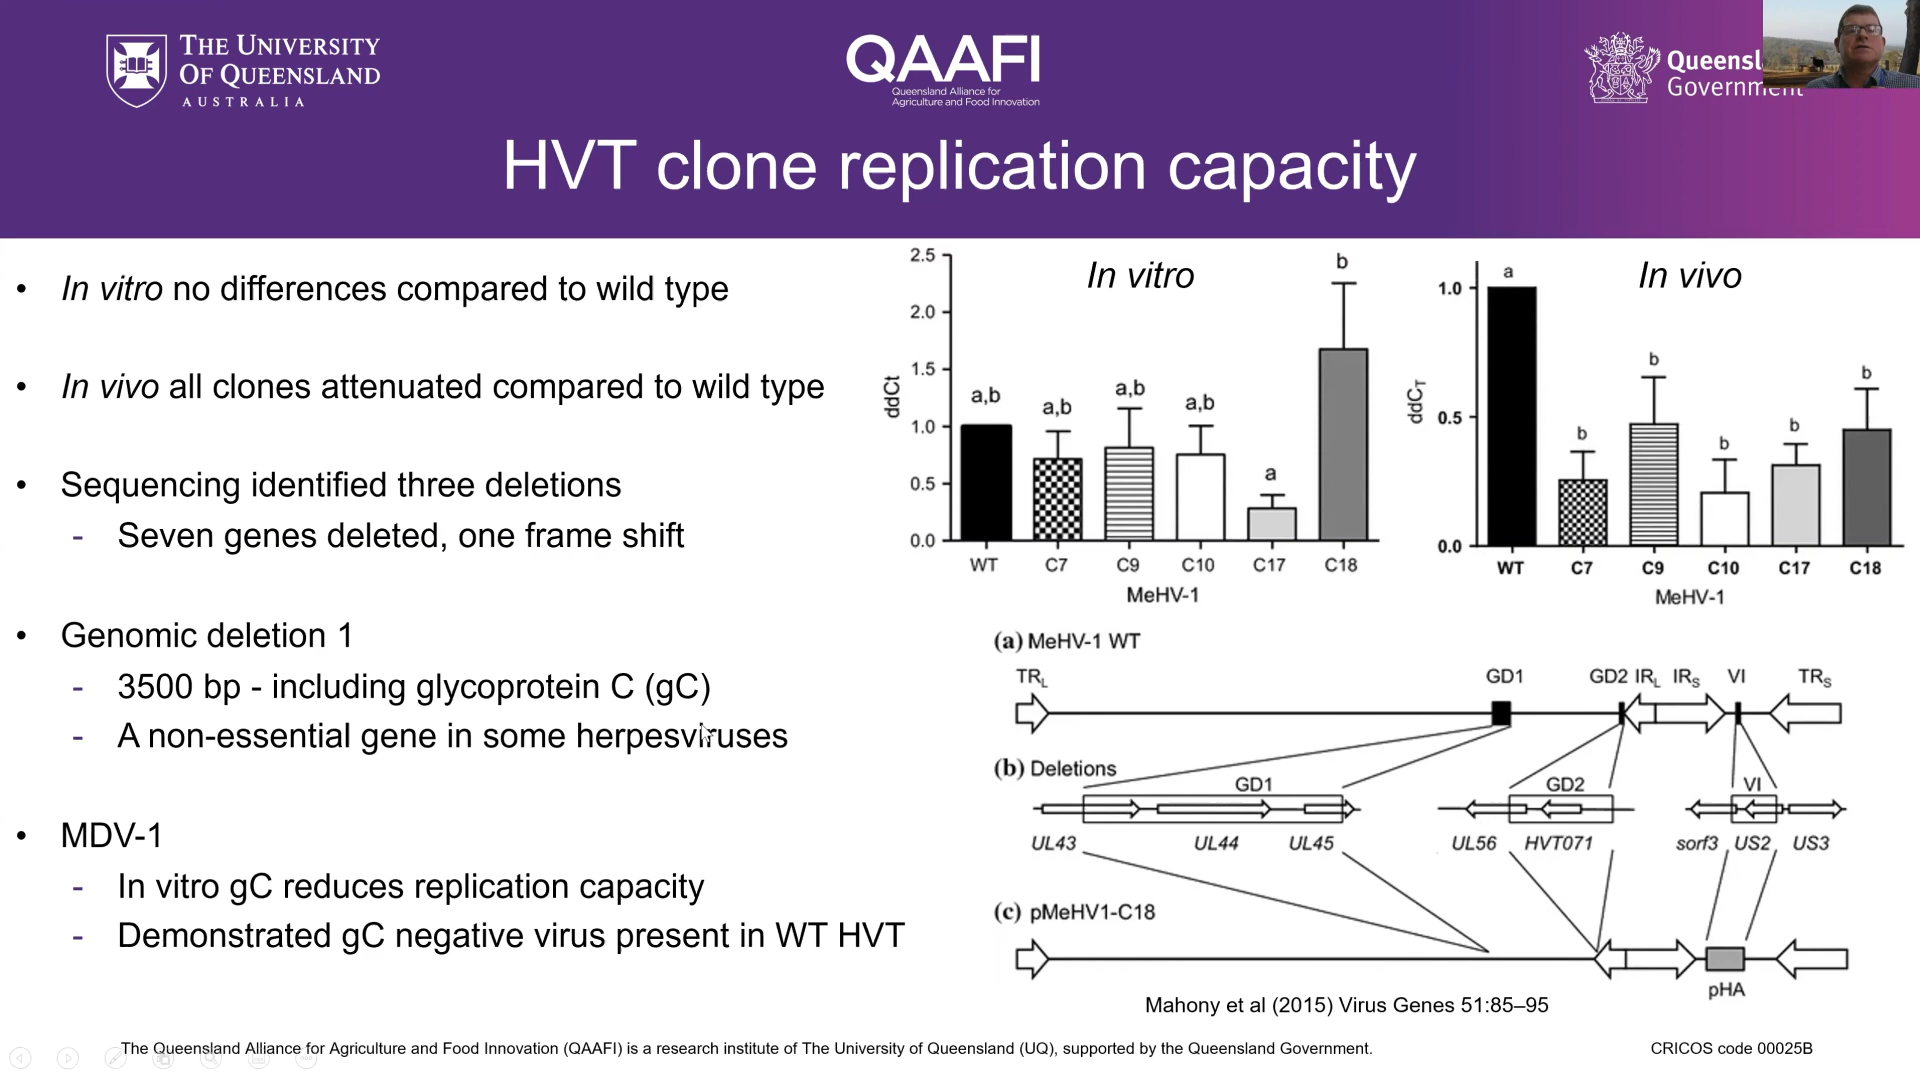 THE UNIVERSITY
OF QUEENSLAND
AUSTRALIA
QAAFI
Queensland Alliance for
Agriculture and Food Innovation
Government
HVT clone replication capacity
• In vitro no differences compared to wild type
• In vivo all clones attenuated compared to wild type
• Sequencing identified three deletions
- Seven genes deleted, one frame shift
• Genomic deletion 1
- 3500 bp - including glycoprotein C (gC)
- A non-essential gene in some herpesviruses
• MDV-1
- In vitro gC reduces replication capacity
- Demonstrated gC negative virus present in WT HVT
In vitro
ddCt
2.5
2.0
1.5
1.0
0.5
0.0
a,b a,b a,b a,b a b
WT C7 C9 C10 C17 C18
MeHV-1
In vivo
ddCT
1.0
0.5
0.0
a b b b b b
WT C7 C9 C10 C17 C18
MeHV-1
(a) MeHV-1 WT
TRL GD1 GD2 IRL IRS VI TRS
(b) Deletions
GD1 GD2 VI
UL43 UL44 UL45 UL56 HVT071 sorf3 US2 US3
(c) pMeHV1-C18
pHA
Mahony et al (2015) Virus Genes 51:85–95
The Queensland Alliance for Agriculture and Food Innovation (QAAFI) is a research institute of The University of Queensland (UQ), supported by the Queensland Government.
CRICOS code 00025B